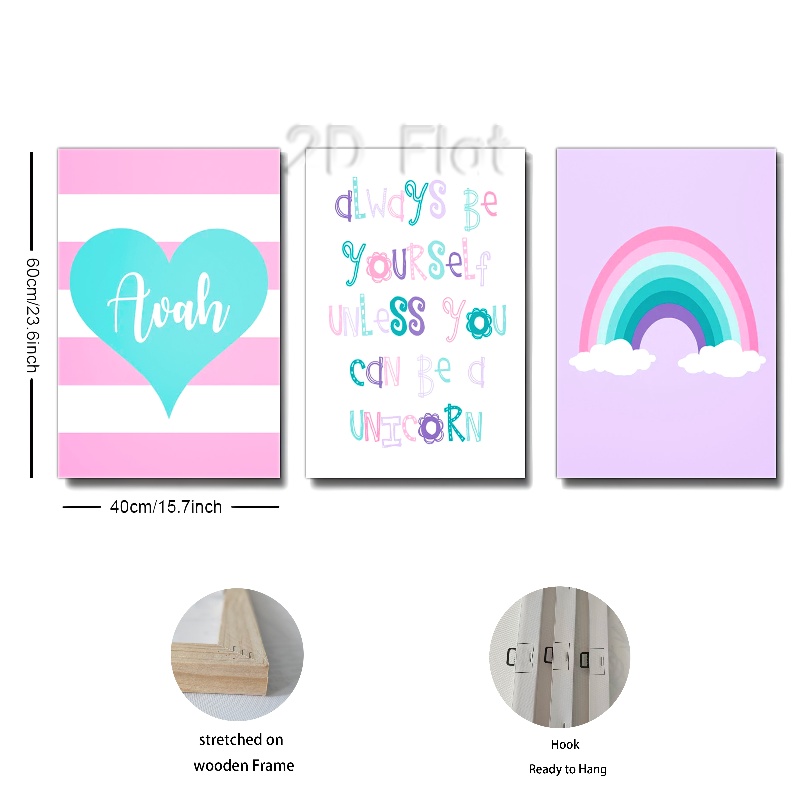 2D Flat
Avah
always Be
YOURSelf
UNLeSS YOU
caN Be a
UNICORN
60cm/23.6inch
40cm/15.7inch
stretched on
wooden Frame
Hook
Ready to Hang